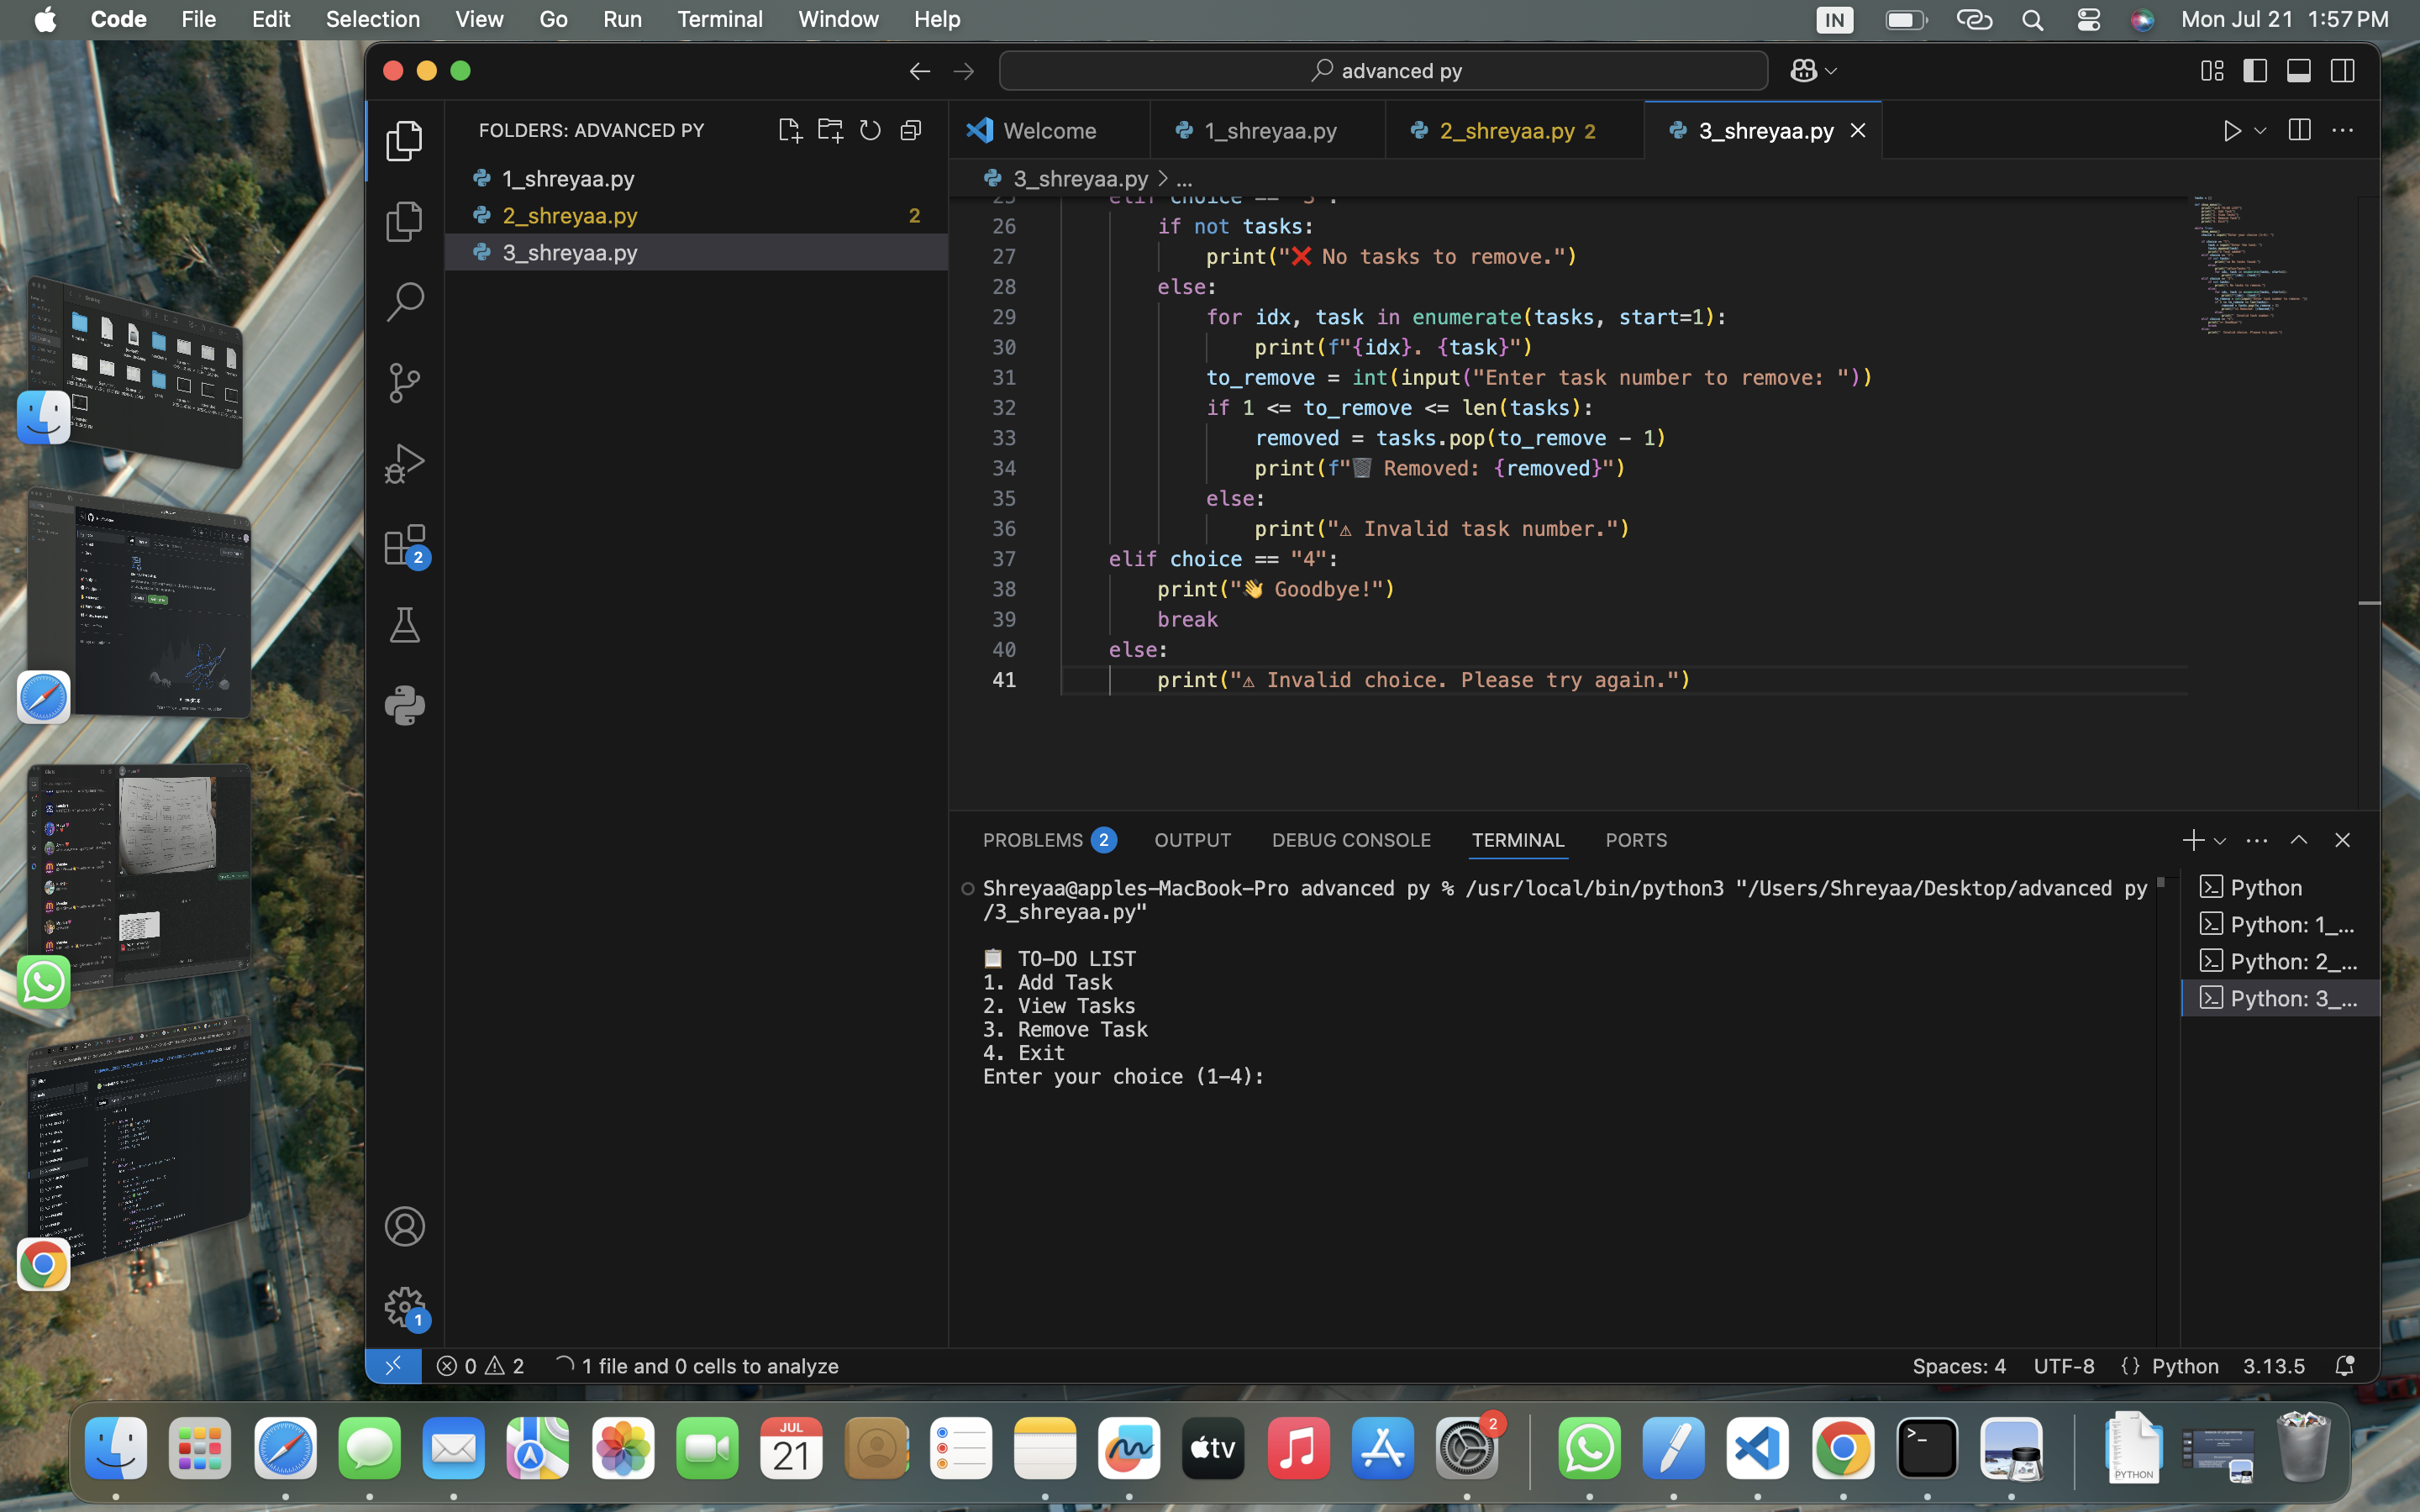 Code File Edit Selection View Go Run Terminal Window Help
IN Mon Jul 21 1:57 PM
advanced py
FOLDERS: ADVANCED PY
1_shreyaa.py
2_shreyaa.py 2
3_shreyaa.py
Welcome 1_shreyaa.py 2_shreyaa.py 2 3_shreyaa.py
3_shreyaa.py > ...
25 elif choice == "3":
26 if not tasks:
27 print("❌ No tasks to remove.")
28 else:
29 for idx, task in enumerate(tasks, start=1):
30 print(f"{idx}. {task}")
31 to_remove = int(input("Enter task number to remove: "))
32 if 1 <= to_remove <= len(tasks):
33 removed = tasks.pop(to_remove - 1)
34 print(f"🗑️ Removed: {removed}")
35 else:
36 print("⚠ Invalid task number.")
37 elif choice == "4":
38 print("👋 Goodbye!")
39 break
40 else:
41 print("⚠ Invalid choice. Please try again.")
PROBLEMS 2 OUTPUT DEBUG CONSOLE TERMINAL PORTS
Shreyaa@apples-MacBook-Pro advanced py % /usr/local/bin/python3 "/Users/Shreyaa/Desktop/advanced py
/3_shreyaa.py"
📋 TO-DO LIST
1. Add Task
2. View Tasks
3. Remove Task
4. Exit
Enter your choice (1-4):
Python
Python: 1_...
Python: 2_...
Python: 3_...
2
1
0 2 1 file and 0 cells to analyze
Spaces: 4 UTF-8 {} Python 3.13.5
JUL
21
tv
2
>_
PYTHON